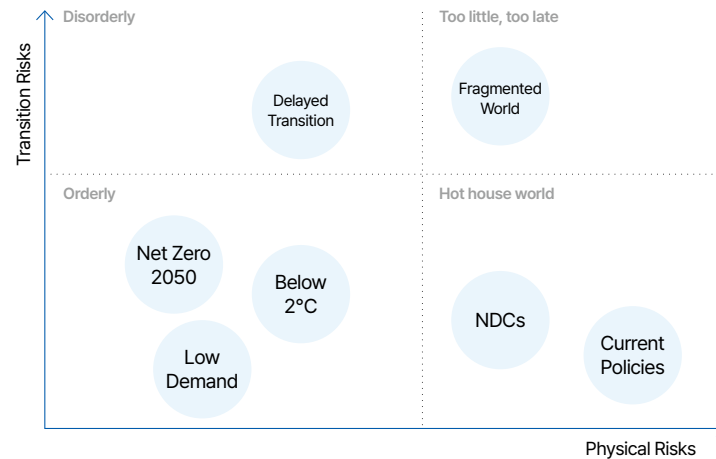 Disorderly
Too little, too late
Transition Risks
Delayed
Transition
Fragmented
World
Orderly
Hot house world
Net Zero
2050
Below
2°C
NDCs
Current
Policies
Low
Demand
Physical Risks